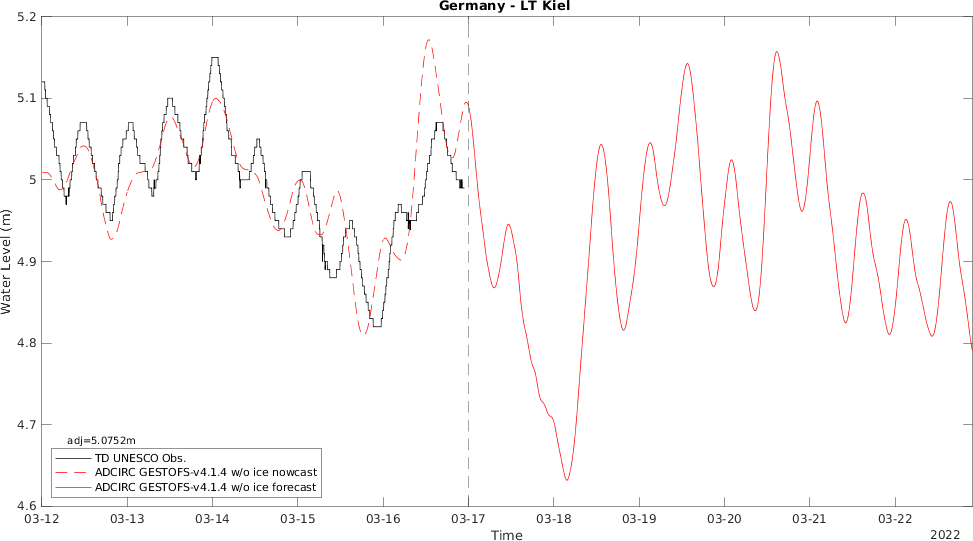 Germany - LT Kiel
5.2
5.1
5
4.9
4.8
4.7
4.6
Water Level (m)
adj=5.0752m
TD UNESCO Obs.
ADCIRC GESTOFS-v4.1.4 w/o ice nowcast
ADCIRC GESTOFS-v4.1.4 w/o ice forecast
03-12 03-13 03-14 03-15 03-16 03-17 03-18 03-19 03-20 03-21 03-22
Time
2022